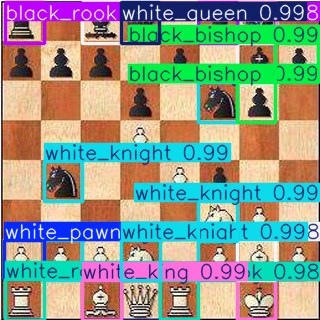 black_rook white_queen 0.998
black_bishop 0.99
black_bishop 0.99
white_knight 0.99
white_knight 0.99
white_pawn white_knight 0.998
white_king 0.99 0.98